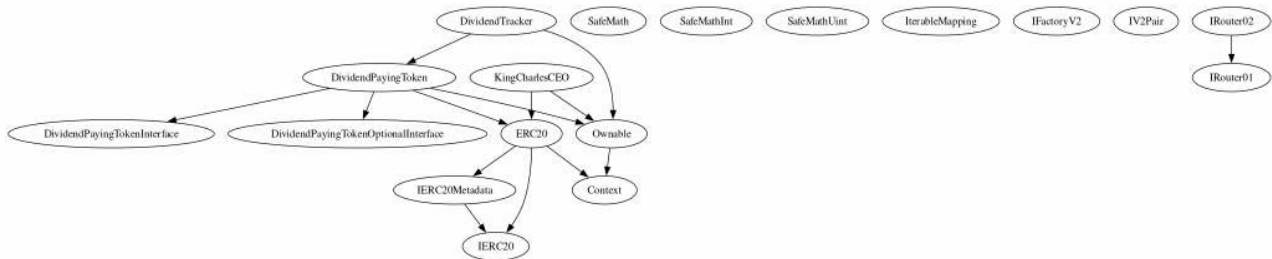 DividendTracker
SafeMath
SafeMathInt
SafeMathUint
IterableMapping
IFactoryV2
IV2Pair
IRouter02
DividendPayingToken
KingCharlesCEO
IRouter01
DividendPayingTokenInterface
DividendPayingTokenOptionalInterface
ERC20
Ownable
IERC20Metadata
Context
IERC20